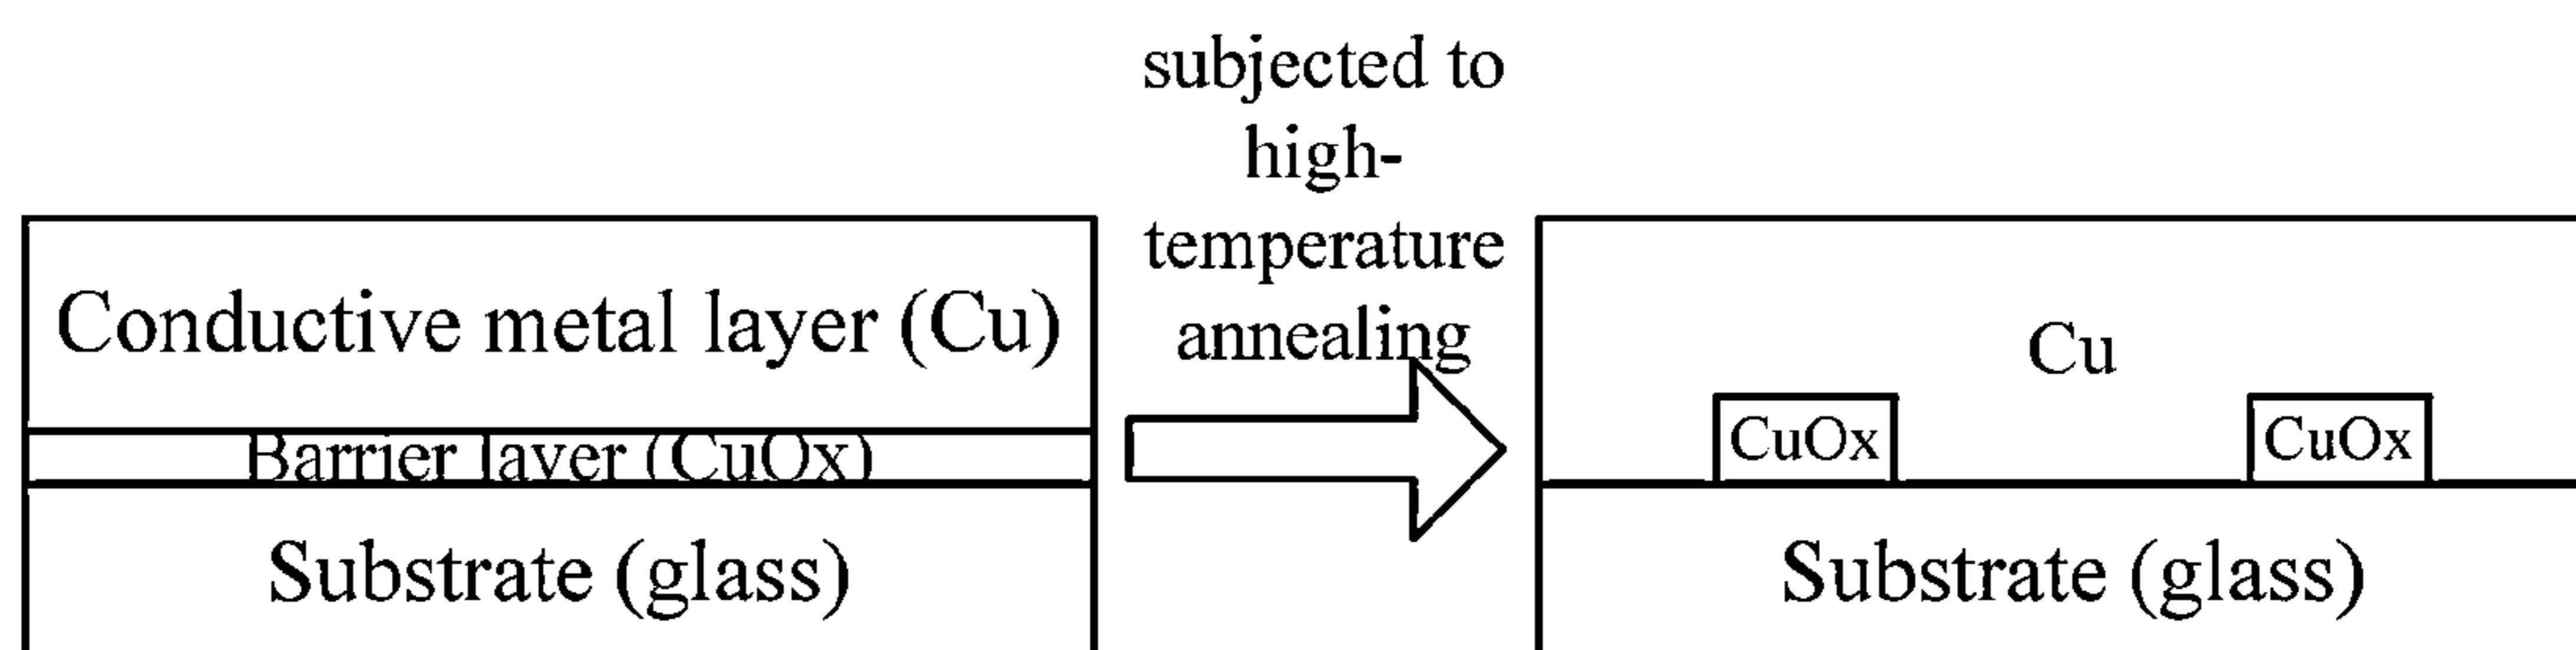 subjected to
high-
temperature
annealing
Conductive metal layer (Cu)
Barrier layer (CuOx)
Substrate (glass)
Cu
CuOx
CuOx
Substrate (glass)